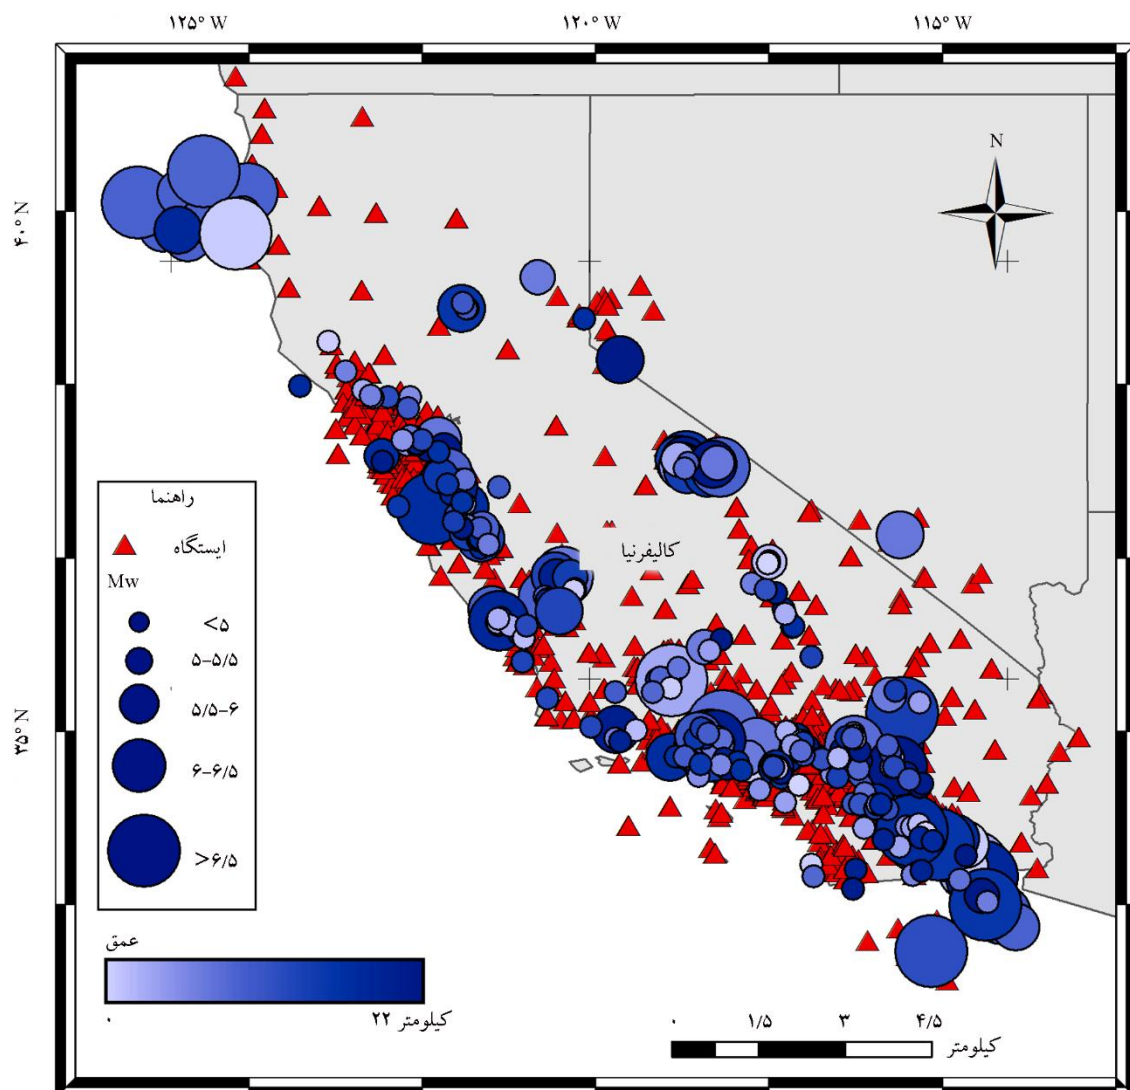 ۱۲۵° W
۱۲۰° W
۱۱۵° W
N
۴۰° N
۳۵° N
کالیفرنیا
راهنما
ایستگاه
Mw
<۵
۵-۵/۵
۵/۵-۶
۶-۶/۵
>۶/۵
عمق
۰
۲۲ کیلومتر
۰ ۱/۵ ۳ ۴/۵
کیلومتر